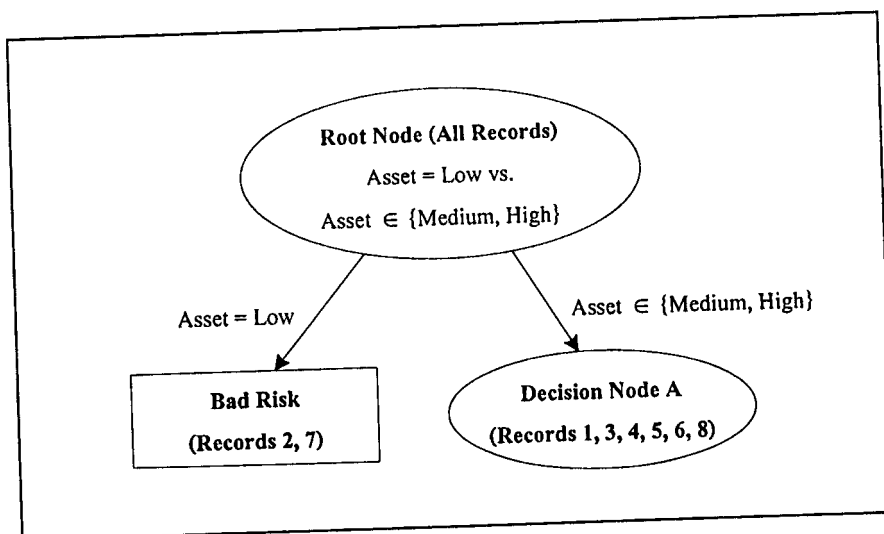 Root Node (All Records)
Asset = Low vs.
Asset ∈ {Medium, High}
Asset = Low
Asset ∈ {Medium, High}
Bad Risk
(Records 2, 7)
Decision Node A
(Records 1, 3, 4, 5, 6, 8)